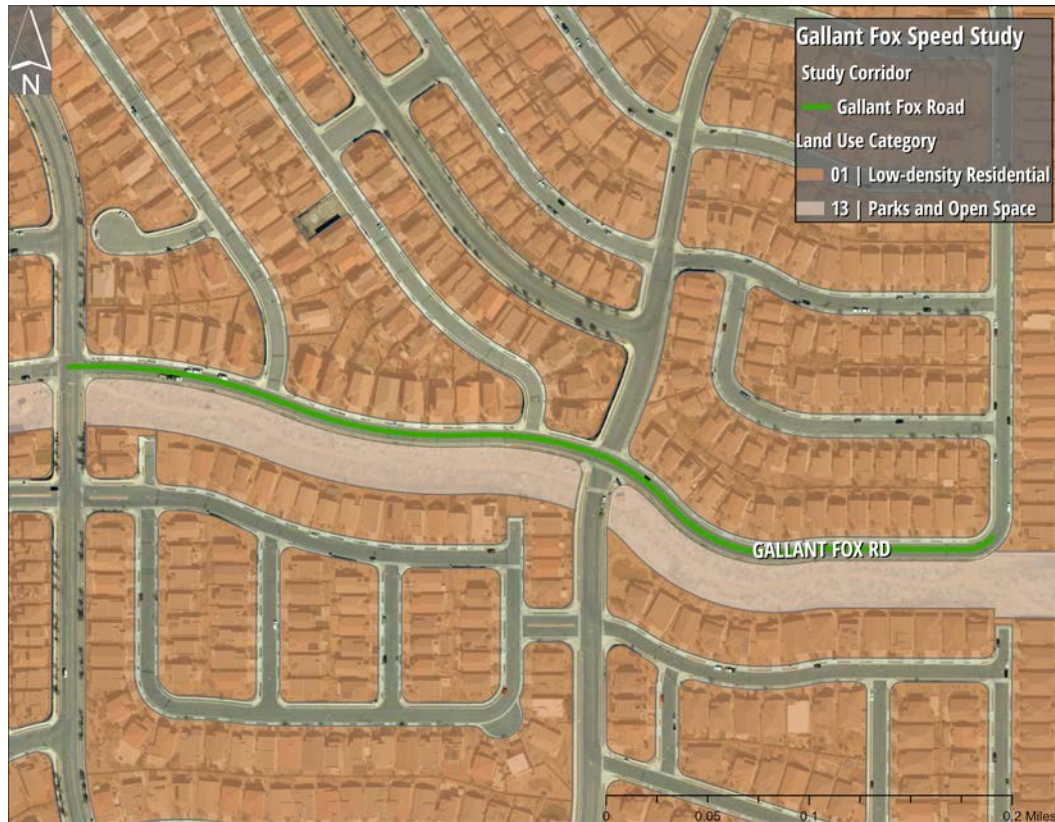 N
Gallant Fox Speed Study
Study Corridor
Gallant Fox Road
Land Use Category
01 | Low-density Residential
13 | Parks and Open Space
GALLANT FOX RD
0 0.05 0.1 0.2 Miles